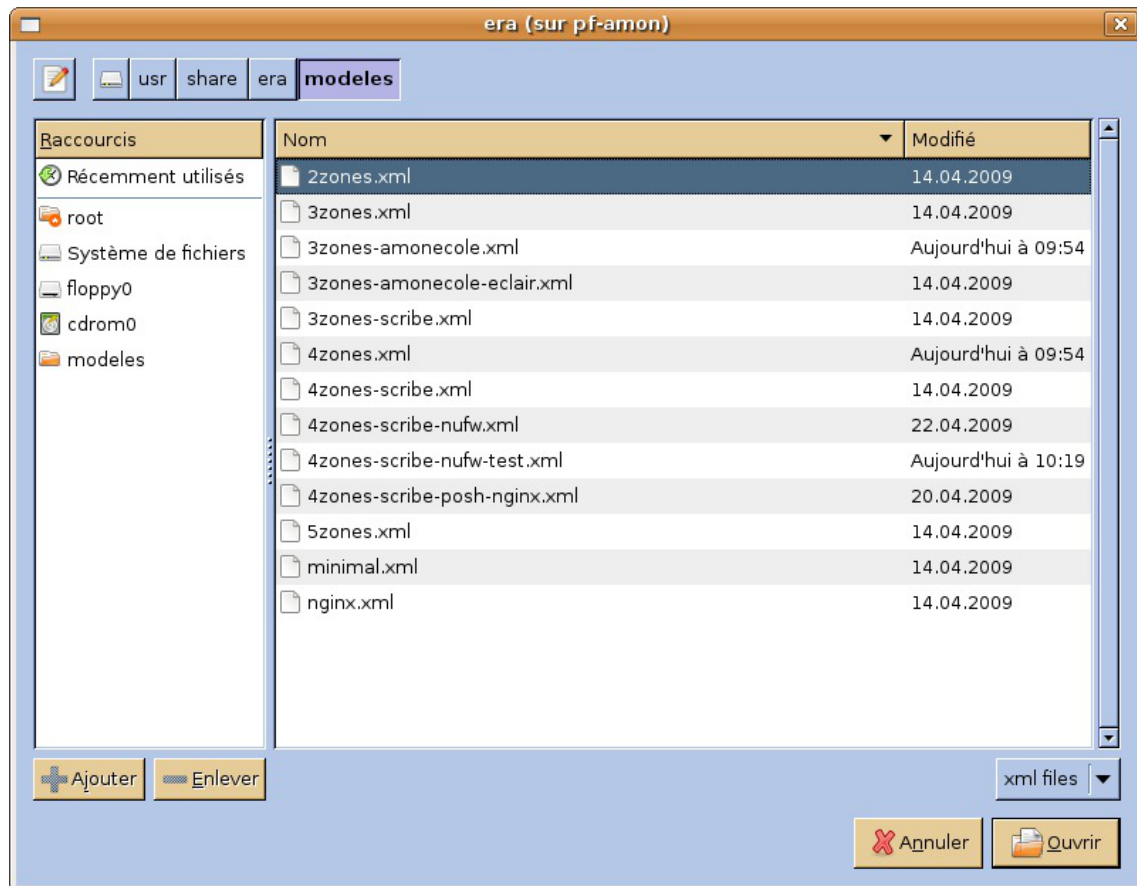 era (sur pf-amon)
usr share era modeles
Raccourcis
Récemment utilisés
root
Système de fichiers
floppy0
cdrom0
modeles
Nom Modifié
2zones.xml 14.04.2009
3zones.xml 14.04.2009
3zones-amonecole.xml Aujourd'hui à 09:54
3zones-amonecole-eclair.xml 14.04.2009
3zones-scribe.xml 14.04.2009
4zones.xml Aujourd'hui à 09:54
4zones-scribe.xml 14.04.2009
4zones-scribe-nufw.xml 22.04.2009
4zones-scribe-nufw-test.xml Aujourd'hui à 10:19
4zones-scribe-posh-nginx.xml 20.04.2009
5zones.xml 14.04.2009
minimal.xml 14.04.2009
nginx.xml 14.04.2009
Ajouter Enlever xml files
Annuler Ouvrir